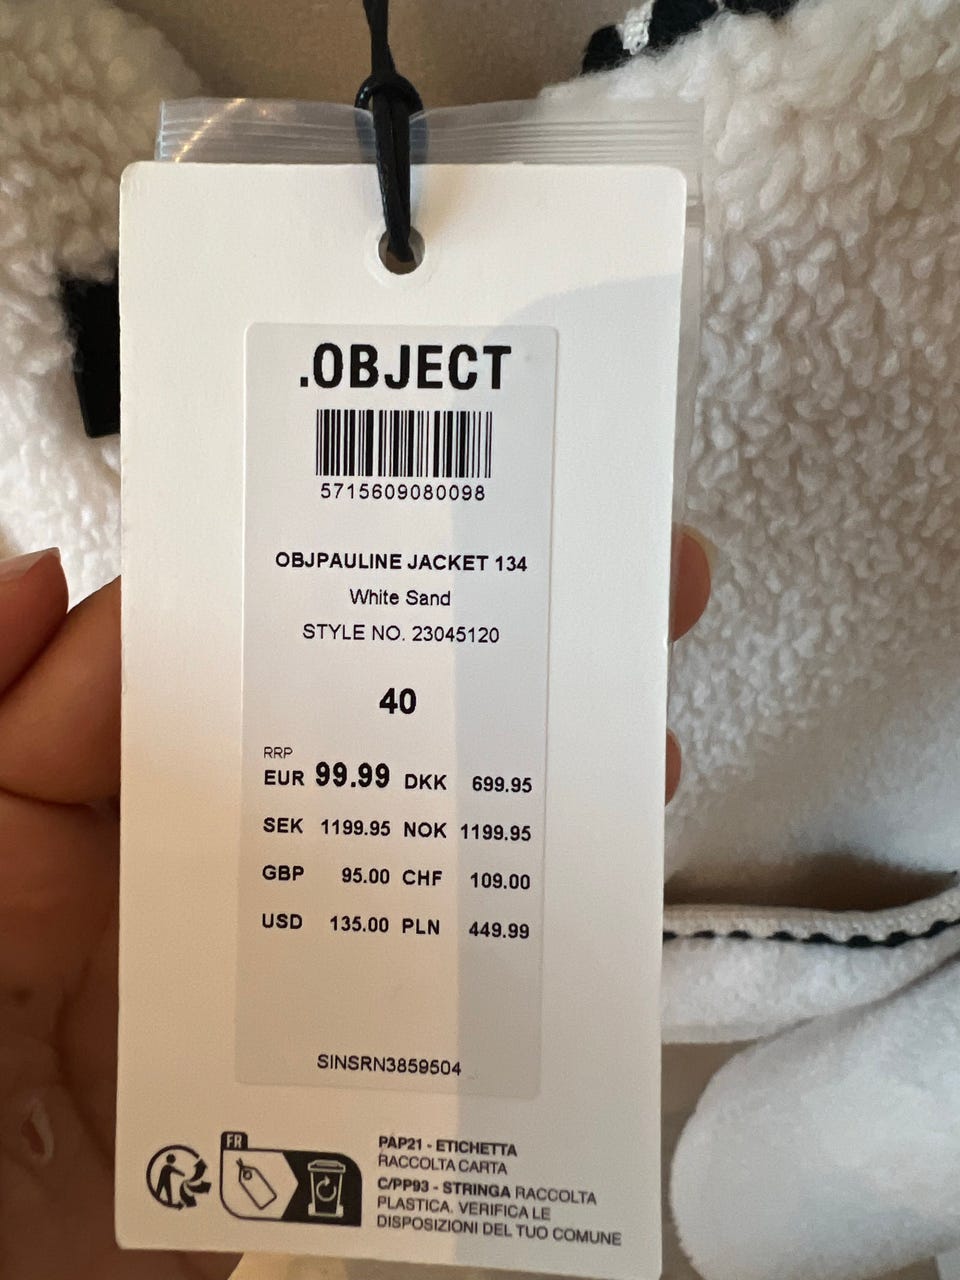 .OBJECT
5715609080098
OBJPAULINE JACKET 134
White Sand
STYLE NO. 23045120
40
RRP
EUR 99.99 DKK 699.95
SEK 1199.95 NOK 1199.95
GBP 95.00 CHF 109.00
USD 135.00 PLN 449.99
SINSRN3859504
FR
PAP21 - ETICHETTA
RACCOLTA CARTA
C/PP93 - STRINGA RACCOLTA
PLASTICA. VERIFICA LE
DISPOSIZIONI DEL TUO COMUNE